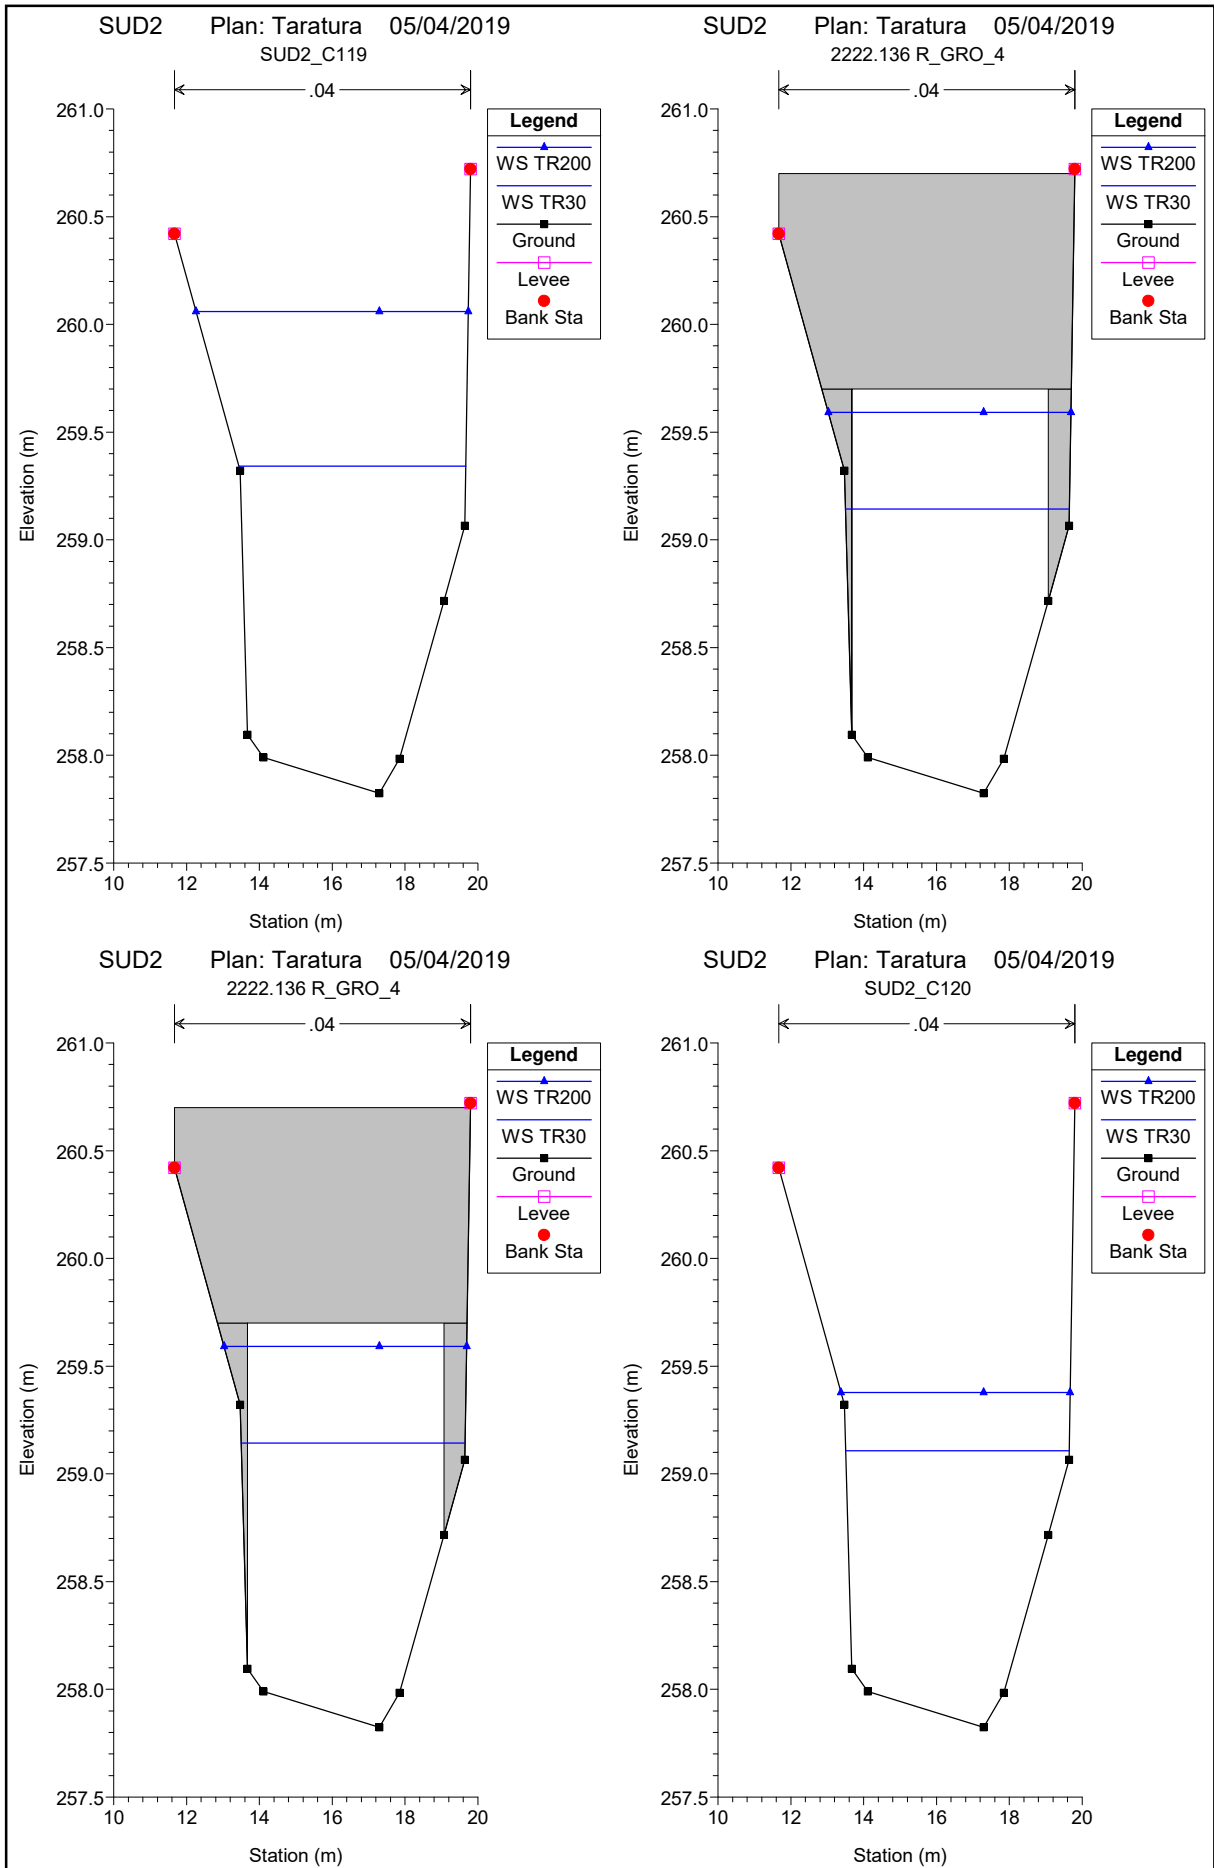 SUD2 Plan: Taratura 05/04/2019
SUD2_C119
.04
261.0
260.5
260.0
259.5
259.0
258.5
258.0
257.5
Elevation (m)
10 12 14 16 18 20
Station (m)
Legend
WS TR200
WS TR30
Ground
Levee
Bank Sta
SUD2 Plan: Taratura 05/04/2019
2222.136 R_GRO_4
.04
261.0
260.5
260.0
259.5
259.0
258.5
258.0
257.5
Elevation (m)
10 12 14 16 18 20
Station (m)
Legend
WS TR200
WS TR30
Ground
Levee
Bank Sta
SUD2 Plan: Taratura 05/04/2019
2222.136 R_GRO_4
.04
261.0
260.5
260.0
259.5
259.0
258.5
258.0
257.5
Elevation (m)
10 12 14 16 18 20
Station (m)
Legend
WS TR200
WS TR30
Ground
Levee
Bank Sta
SUD2 Plan: Taratura 05/04/2019
SUD2_C120
.04
261.0
260.5
260.0
259.5
259.0
258.5
258.0
257.5
Elevation (m)
10 12 14 16 18 20
Station (m)
Legend
WS TR200
WS TR30
Ground
Levee
Bank Sta